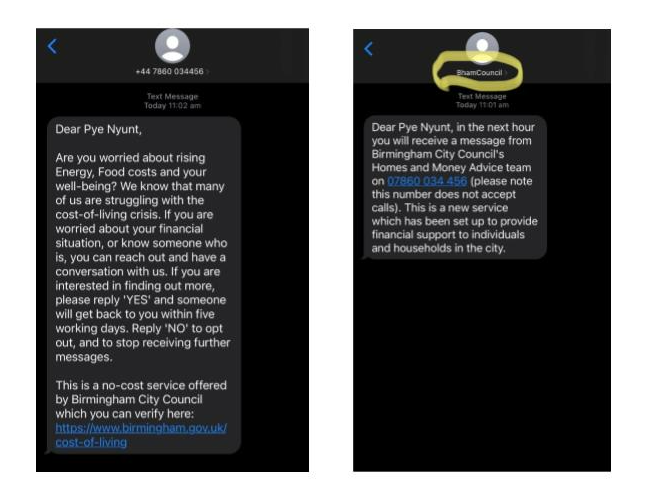 +44 7860 034456
Text Message
Today 11:02 am
Dear Pye Nyunt,
Are you worried about rising
Energy, Food costs and your
well-being? We know that many
of us are struggling with the
cost-of-living crisis. If you are
worried about your financial
situation, or know someone who
is, you can reach out and have a
conversation with us. If you are
interested in finding out more,
please reply 'YES' and someone
will get back to you within five
working days. Reply 'NO' to opt
out, and to stop receiving further
messages.
This is a no-cost service offered
by Birmingham City Council
which you can verify here:
https://www.birmingham.gov.uk/
cost-of-living
BhamCouncil
Text Message
Today 11:01 am
Dear Pye Nyunt, in the next hour
you will receive a message from
Birmingham City Council's
Homes and Money Advice team
on 07860 034 456 (please note
this number does not accept
calls). This is a new service
which has been set up to provide
financial support to individuals
and households in the city.